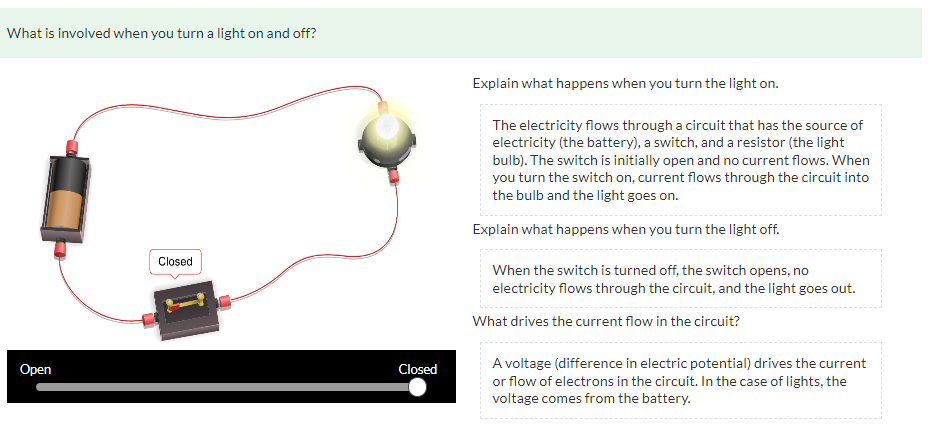 What is involved when you turn a light on and off?
Explain what happens when you turn the light on.
The electricity flows through a circuit that has the source of
electricity (the battery), a switch, and a resistor (the light
bulb). The switch is initially open and no current flows. When
you turn the switch on, current flows through the circuit into
the bulb and the light goes on.
Explain what happens when you turn the light off.
When the switch is turned off, the switch opens, no
electricity flows through the circuit, and the light goes out.
What drives the current flow in the circuit?
A voltage (difference in electric potential) drives the current
or flow of electrons in the circuit. In the case of lights, the
voltage comes from the battery.
Closed
Open
Closed